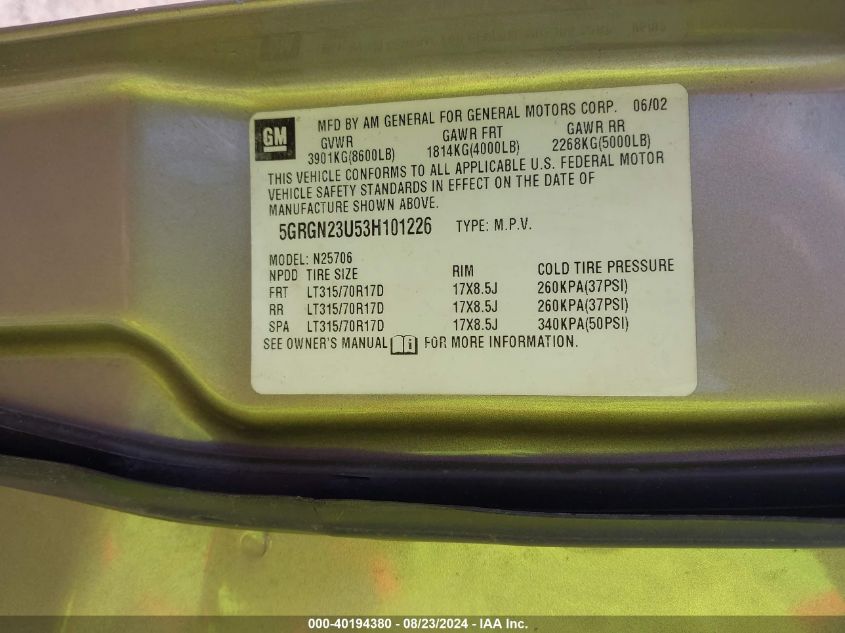 GM
MFD BY AM GENERAL FOR GENERAL MOTORS CORP. 06/02
GVWR GAWR FRT GAWR RR
3901KG(8600LB) 1814KG(4000LB) 2268KG(5000LB)
THIS VEHICLE CONFORMS TO ALL APPLICABLE U.S. FEDERAL MOTOR
VEHICLE SAFETY STANDARDS IN EFFECT ON THE DATE OF
MANUFACTURE SHOWN ABOVE.
5GRGN23U53H101226 TYPE: M.P.V.
MODEL: N25706
NPDD TIRE SIZE RIM COLD TIRE PRESSURE
FRT LT315/70R17D 17X8.5J 260KPA(37PSI)
RR LT315/70R17D 17X8.5J 260KPA(37PSI)
SPA LT315/70R17D 17X8.5J 340KPA(50PSI)
SEE OWNER'S MANUAL i FOR MORE INFORMATION.
000-40194380 - 08/23/2024 - IAA Inc.